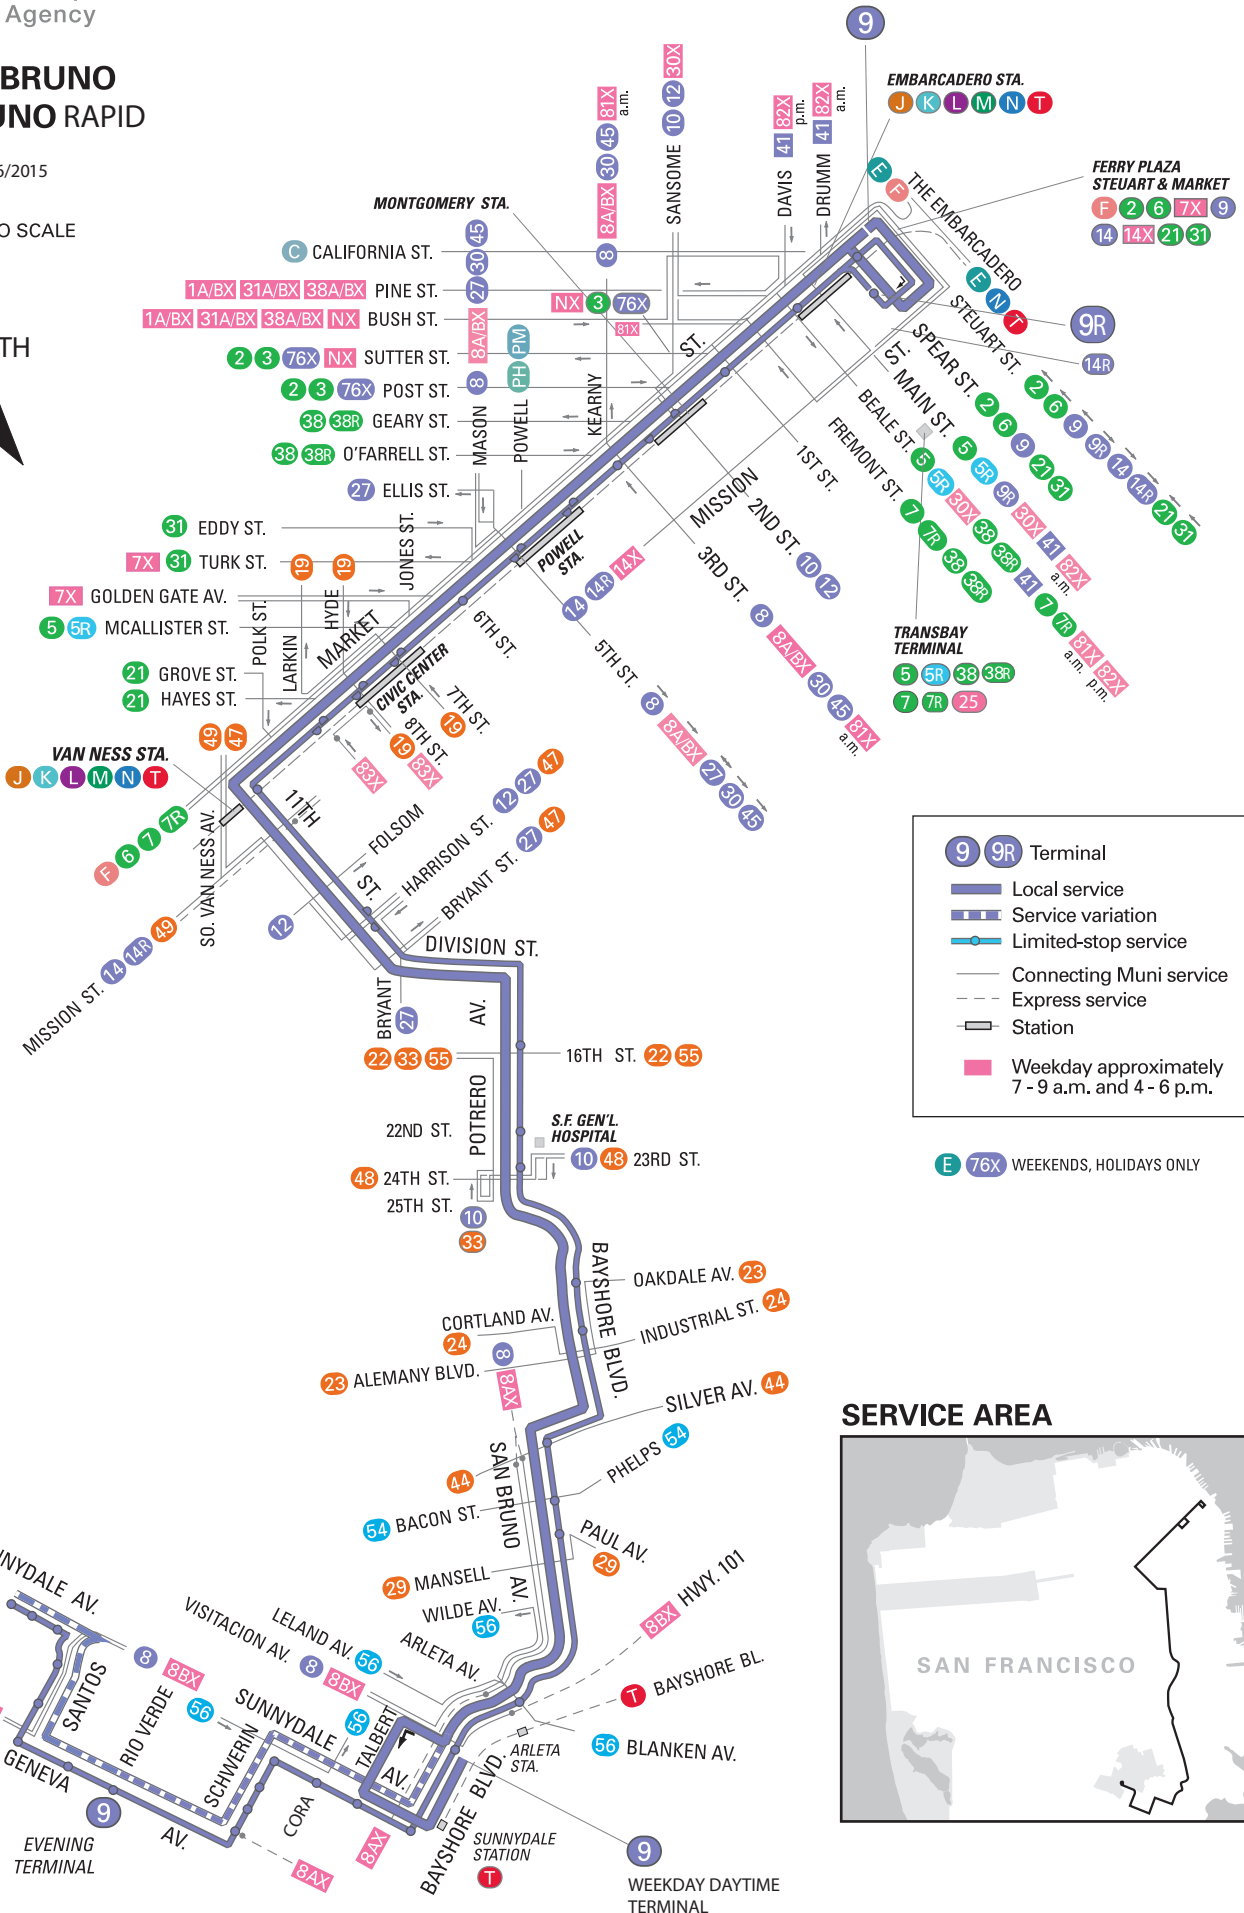 Agency
BRUNO
UNO RAPID
6/2015
O SCALE
TH
9
EMBARCADERO STA.
J K L M N T
FERRY PLAZA
STEUART & MARKET
F 2 6 7X 9
14 14X 21 31
THE EMBARCADERO
E F
E N T
9R
14R
MONTGOMERY STA.
C CALIFORNIA ST.
1A/BX 31A/BX 38A/BX PINE ST.
1A/BX 31A/BX 38A/BX NX BUSH ST.
2 3 76X NX SUTTER ST.
2 3 76X POST ST.
38 38R GEARY ST.
38 38R O'FARRELL ST.
27 ELLIS ST.
31 EDDY ST.
7X 31 TURK ST.
7X GOLDEN GATE AV.
5 5R MCALLISTER ST.
21 GROVE ST.
21 HAYES ST.
NX 3 76X
81X
MASON 8 8A/BX 27 30 45
POWELL PH PM
KEARNY 8 8A/BX 30 45 81X a.m.
SANSOME 10 12 30X
DAVIS 41 82X p.m.
DRUMM 41 82X a.m.
JONES ST.
HYDE 19
LARKIN 19
POLK ST.
MARKET
ST.
POWELL
STA.
CIVIC CENTER
STA.
VAN NESS STA.
J K L M N T
F 6 7 7R
49 47
SO. VAN NESS AV.
MISSION ST. 14 14R 49
STEUART ST. 2 6 9 9R 14 14R 21 31
SPEAR ST. 2 6 9 21 31
MAIN ST. 5 5R 9R 30X 41 82X a.m.
BEALE ST. 5 5R 30X 38 38R 41 7 7R 81X 82X
a.m. p.m.
FREMONT ST. 7 7R 38 38R
1ST ST.
MISSION
ST.
14 14R 14X
2ND ST. 10 12
3RD ST. 8 8A/BX 30 45 81X a.m.
5TH ST. 8 8A/BX 27 30 45
6TH ST.
7TH ST. 19
8TH ST. 19 83X
83X
TRANSBAY
TERMINAL
5 5R 38 38R
7 7R 25
11TH
ST.
FOLSOM
12
HARRISON ST. 12 27 47
BRYANT ST. 27 47
DIVISION ST.
BRYANT
27
POTRERO
AV.
22 33 55
16TH ST. 22 55
22ND ST.
S.F. GEN'L.
HOSPITAL
10 48 23RD ST.
48 24TH ST.
25TH ST.
10
33
BAYSHORE BLVD.
OAKDALE AV. 23
CORTLAND AV.
24
INDUSTRIAL ST. 24
23 ALEMANY BLVD.
8
8AX
SILVER AV. 44
44
SAN BRUNO
AV.
PHELPS 54
54 BACON ST.
PAUL AV.
29
29 MANSELL
WILDE AV.
56
8BX HWY. 101
ARLETA AV.
LELAND AV. 56
VISITACION AV. 8 8BX
T BAYSHORE BL.
ARLETA
STA.
56 BLANKEN AV.
NNYDALE AV.
8 8BX
56
SANTOS
RIO VERDE
SCHWERIN
SUNNYDALE
AV.
56
TALBERT
CORA
GENEVA
AV.
8AX
8AX
BAYSHORE BLVD.
SUNNYDALE
STATION
T
9
EVENING
TERMINAL
9
WEEKDAY DAYTIME
TERMINAL
9 9R Terminal
Local service
Service variation
Limited-stop service
Connecting Muni service
Express service
Station
Weekday approximately
7 - 9 a.m. and 4 - 6 p.m.
E 76X WEEKENDS, HOLIDAYS ONLY
SERVICE AREA
SAN FRANCISCO